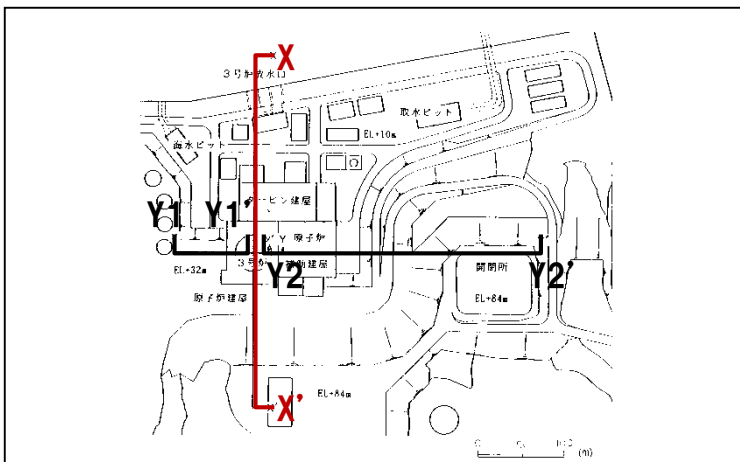 X
3号炉放水口
取水ピット
EL+10m
海水ピット
タービン建屋
Y1
Y1'
原子炉
補助建屋
3号炉
Y2
Y2'
EL+32m
開閉所
原子炉建屋
EL+84m
EL+84m
X'
(m)